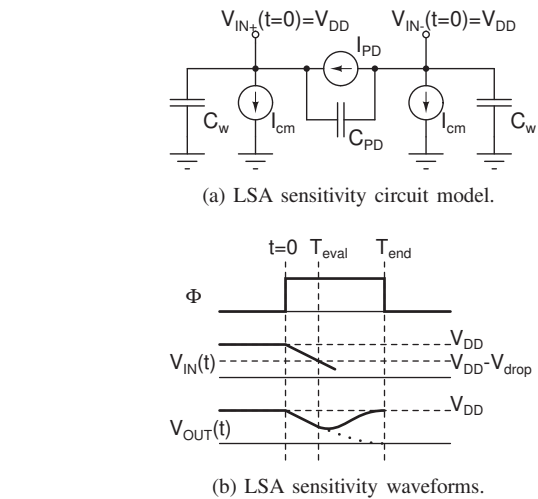 V_IN+(t=0)=V_DD
V_IN-(t=0)=V_DD
I_PD
C_w
I_cm
C_PD
I_cm
C_w
(a) LSA sensitivity circuit model.
t=0 T_eval T_end
Φ
V_DD
V_IN(t)
V_DD-V_drop
V_DD
V_OUT(t)
(b) LSA sensitivity waveforms.